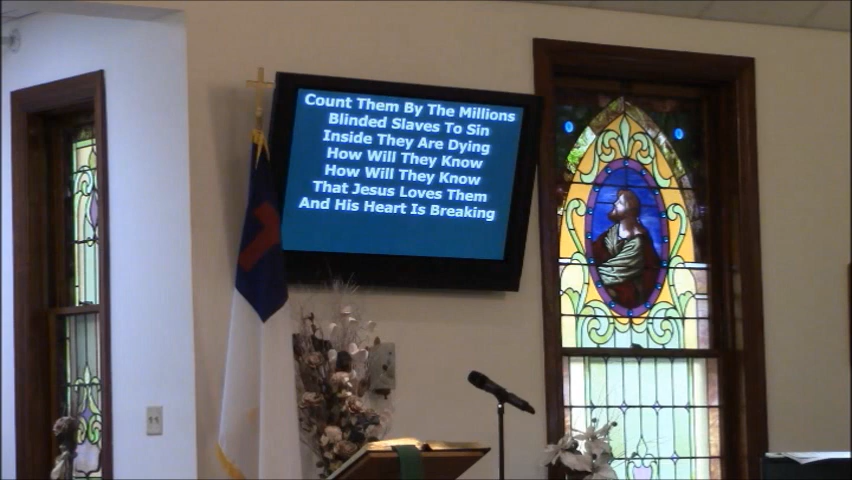 Count Them By The Millions
Blinded Slaves To Sin
Inside They Are Dying
How Will They Know
How Will They Know
That Jesus Loves Them
And His Heart Is Breaking